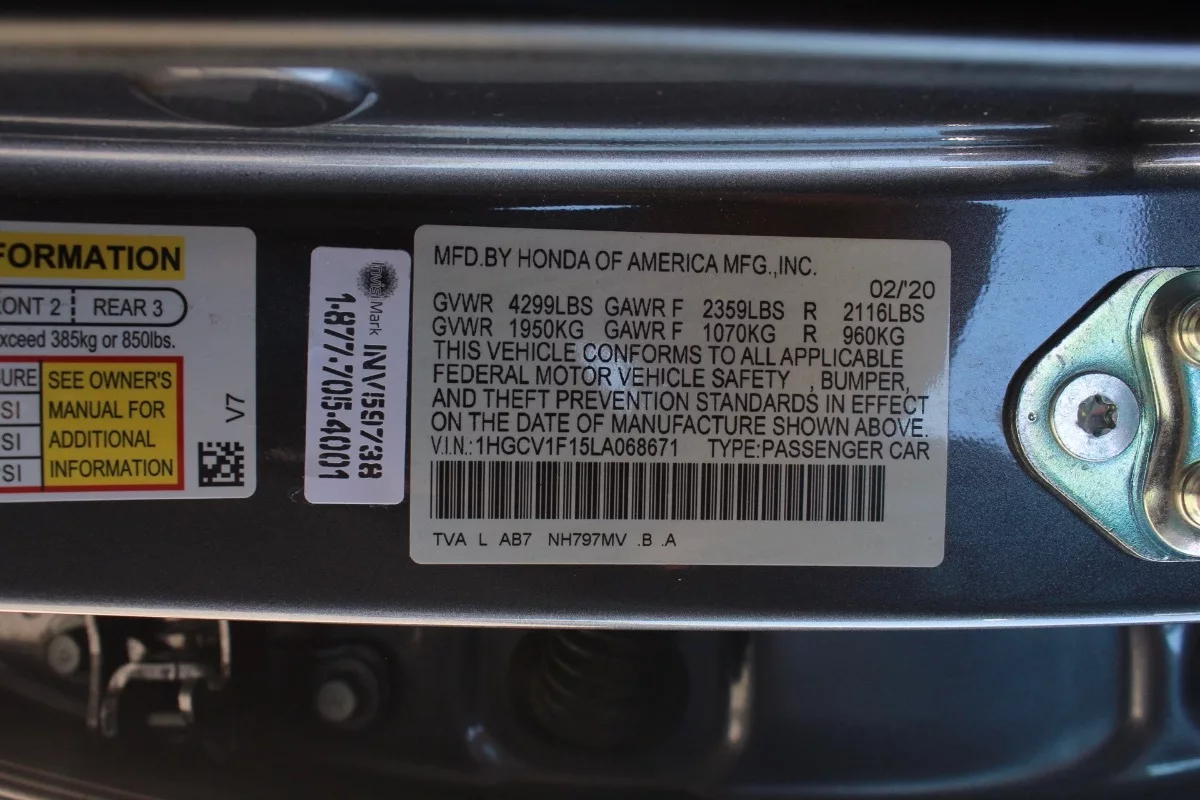 FORMATION
RONT 2 REAR 3
exceed 385kg or 850lbs.
URE
SI
SI
SI
SEE OWNER'S
MANUAL FOR
ADDITIONAL
INFORMATION
V7
InvisiMark INV159738
1-877-705-4001
MFD.BY HONDA OF AMERICA MFG.,INC.
02/'20
GVWR 4299LBS GAWR F 2359LBS R 2116LBS
GVWR 1950KG GAWR F 1070KG R 960KG
THIS VEHICLE CONFORMS TO ALL APPLICABLE
FEDERAL MOTOR VEHICLE SAFETY , BUMPER,
AND THEFT PREVENTION STANDARDS IN EFFECT
ON THE DATE OF MANUFACTURE SHOWN ABOVE.
V.I.N.:1HGCV1F15LA068671 TYPE:PASSENGER CAR
TVA L AB7 NH797MV .B .A